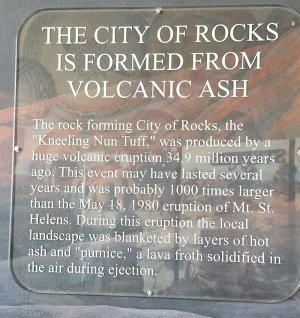 THE CITY OF ROCKS
IS FORMED FROM
VOLCANIC ASH
The rock forming City of Rocks, the
"Kneeling Nun Tuff," was produced by a
huge volcanic eruption 34.9 million years
ago. This event may have lasted several
years and was probably 1000 times larger
than the May 18, 1980 eruption of Mt. St.
Helens. During this eruption the local
landscape was blanketed by layers of hot
ash and "pumice," a lava froth solidified in
the air during ejection.